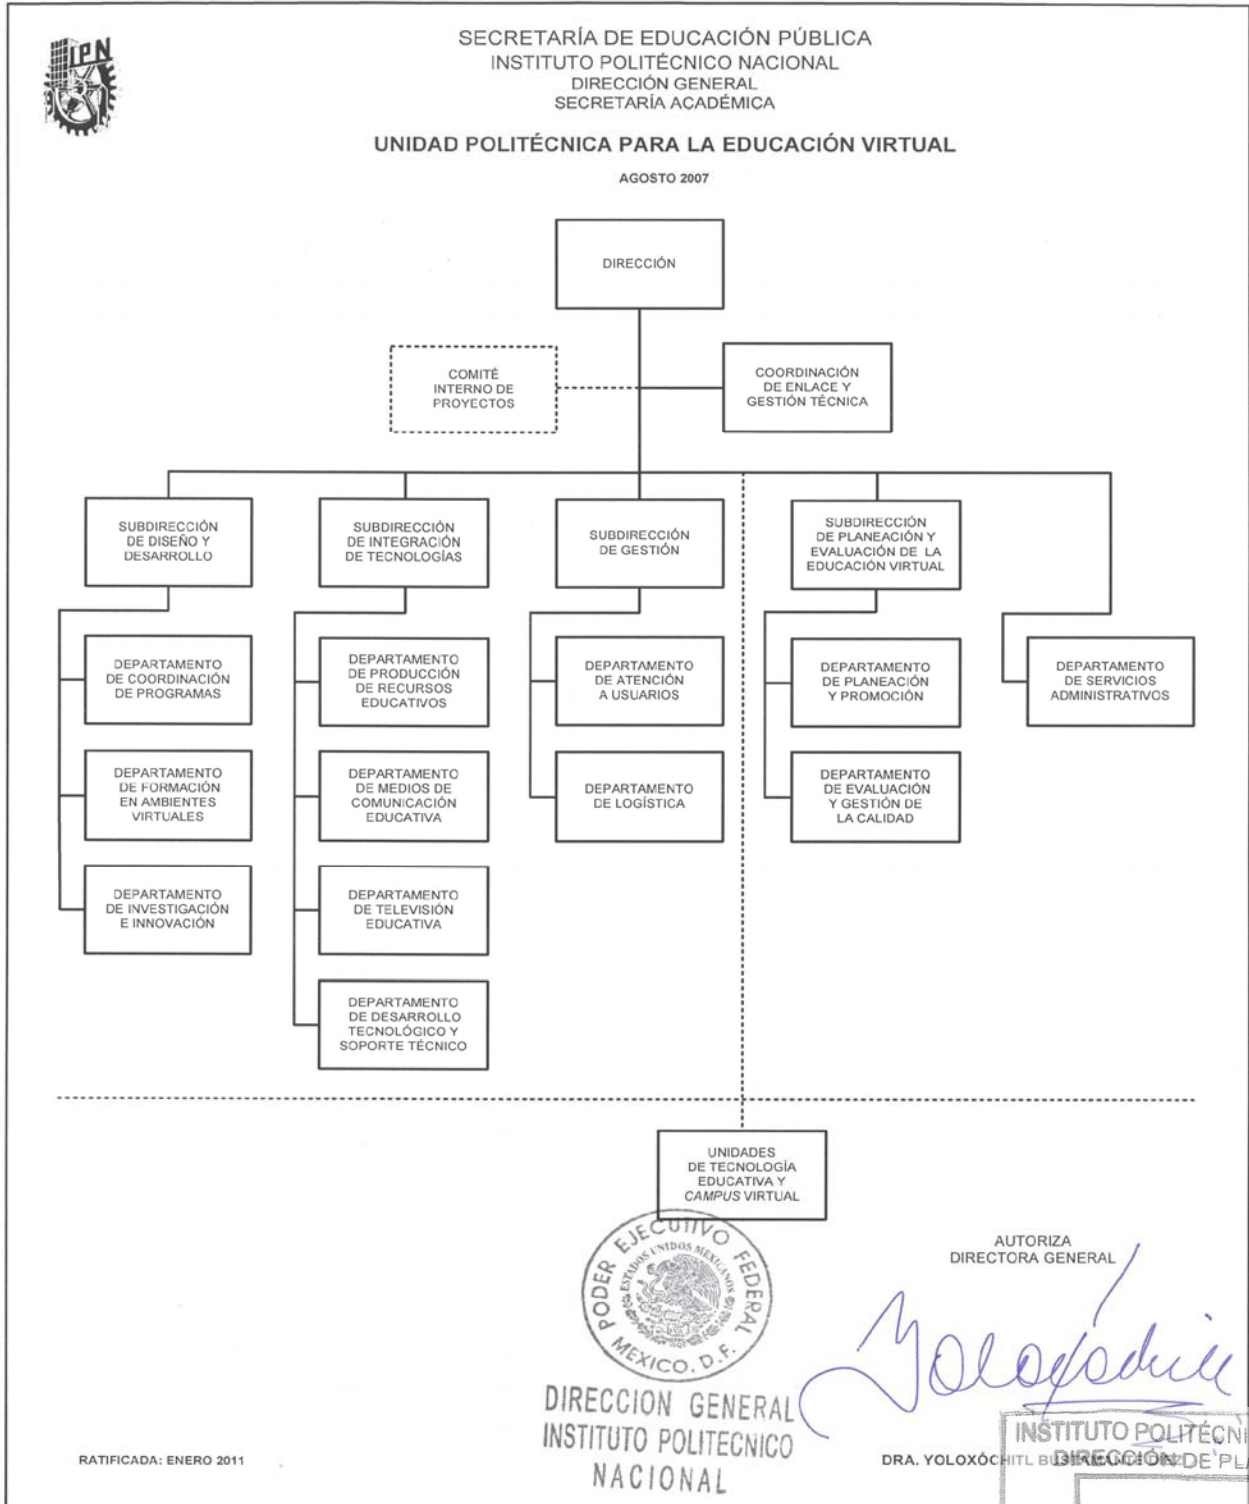 IPN
SECRETARÍA DE EDUCACIÓN PÚBLICA
INSTITUTO POLITÉCNICO NACIONAL
DIRECCIÓN GENERAL
SECRETARÍA ACADÉMICA
UNIDAD POLITÉCNICA PARA LA EDUCACIÓN VIRTUAL
AGOSTO 2007
DIRECCIÓN
COMITÉ
INTERNO DE
PROYECTOS
COORDINACIÓN
DE ENLACE Y
GESTIÓN TÉCNICA
SUBDIRECCIÓN
DE DISEÑO Y
DESARROLLO
SUBDIRECCIÓN
DE INTEGRACIÓN
DE TECNOLOGÍAS
SUBDIRECCIÓN
DE GESTIÓN
SUBDIRECCIÓN
DE PLANEACIÓN Y
EVALUACIÓN DE LA
EDUCACIÓN VIRTUAL
DEPARTAMENTO
DE COORDINACIÓN
DE PROGRAMAS
DEPARTAMENTO
DE PRODUCCIÓN
DE RECURSOS
EDUCATIVOS
DEPARTAMENTO
DE ATENCIÓN
A USUARIOS
DEPARTAMENTO
DE PLANEACIÓN
Y PROMOCIÓN
DEPARTAMENTO
DE SERVICIOS
ADMINISTRATIVOS
DEPARTAMENTO
DE FORMACIÓN
EN AMBIENTES
VIRTUALES
DEPARTAMENTO
DE MEDIOS DE
COMUNICACIÓN
EDUCATIVA
DEPARTAMENTO
DE LOGÍSTICA
DEPARTAMENTO
DE EVALUACIÓN
Y GESTIÓN DE
LA CALIDAD
DEPARTAMENTO
DE INVESTIGACIÓN
E INNOVACIÓN
DEPARTAMENTO
DE TELEVISIÓN
EDUCATIVA
DEPARTAMENTO
DE DESARROLLO
TECNOLÓGICO Y
SOPORTE TÉCNICO
UNIDADES
DE TECNOLOGÍA
EDUCATIVA Y
CAMPUS VIRTUAL
PODER EJECUTIVO FEDERAL
ESTADOS UNIDOS MEXICANOS
MEXICO, D.F.
DIRECCION GENERAL
INSTITUTO POLITECNICO
NACIONAL
AUTORIZA
DIRECTORA GENERAL
Yoloxóchitl
DRA. YOLOXÓCHITL BUSTAMANTE DÍEZ
INSTITUTO POLITÉCNI
DIRECCIÓN DE PLA
RATIFICADA: ENERO 2011